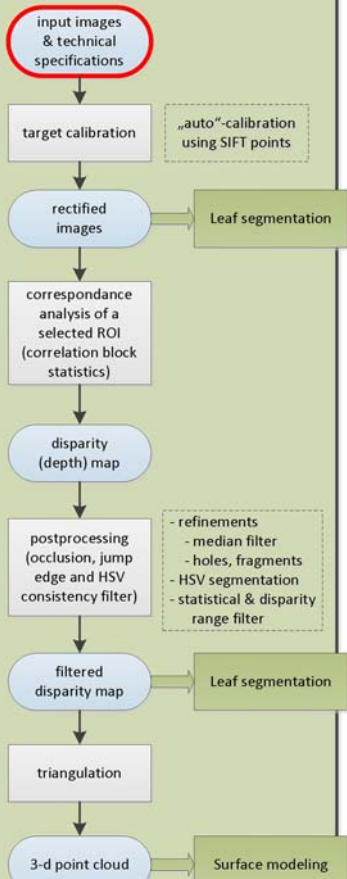 input images
& technical
specifications
target calibration
„auto“-calibration
using SIFT points
rectified
images
Leaf segmentation
correspondance
analysis of a
selected ROI
(correlation block
statistics)
disparity
(depth) map
postprocessing
(occlusion, jump
edge and HSV
consistency filter)
- refinements
- median filter
- holes, fragments
- HSV segmentation
- statistical & disparity
range filter
filtered
disparity map
Leaf segmentation
triangulation
3-d point cloud
Surface modeling